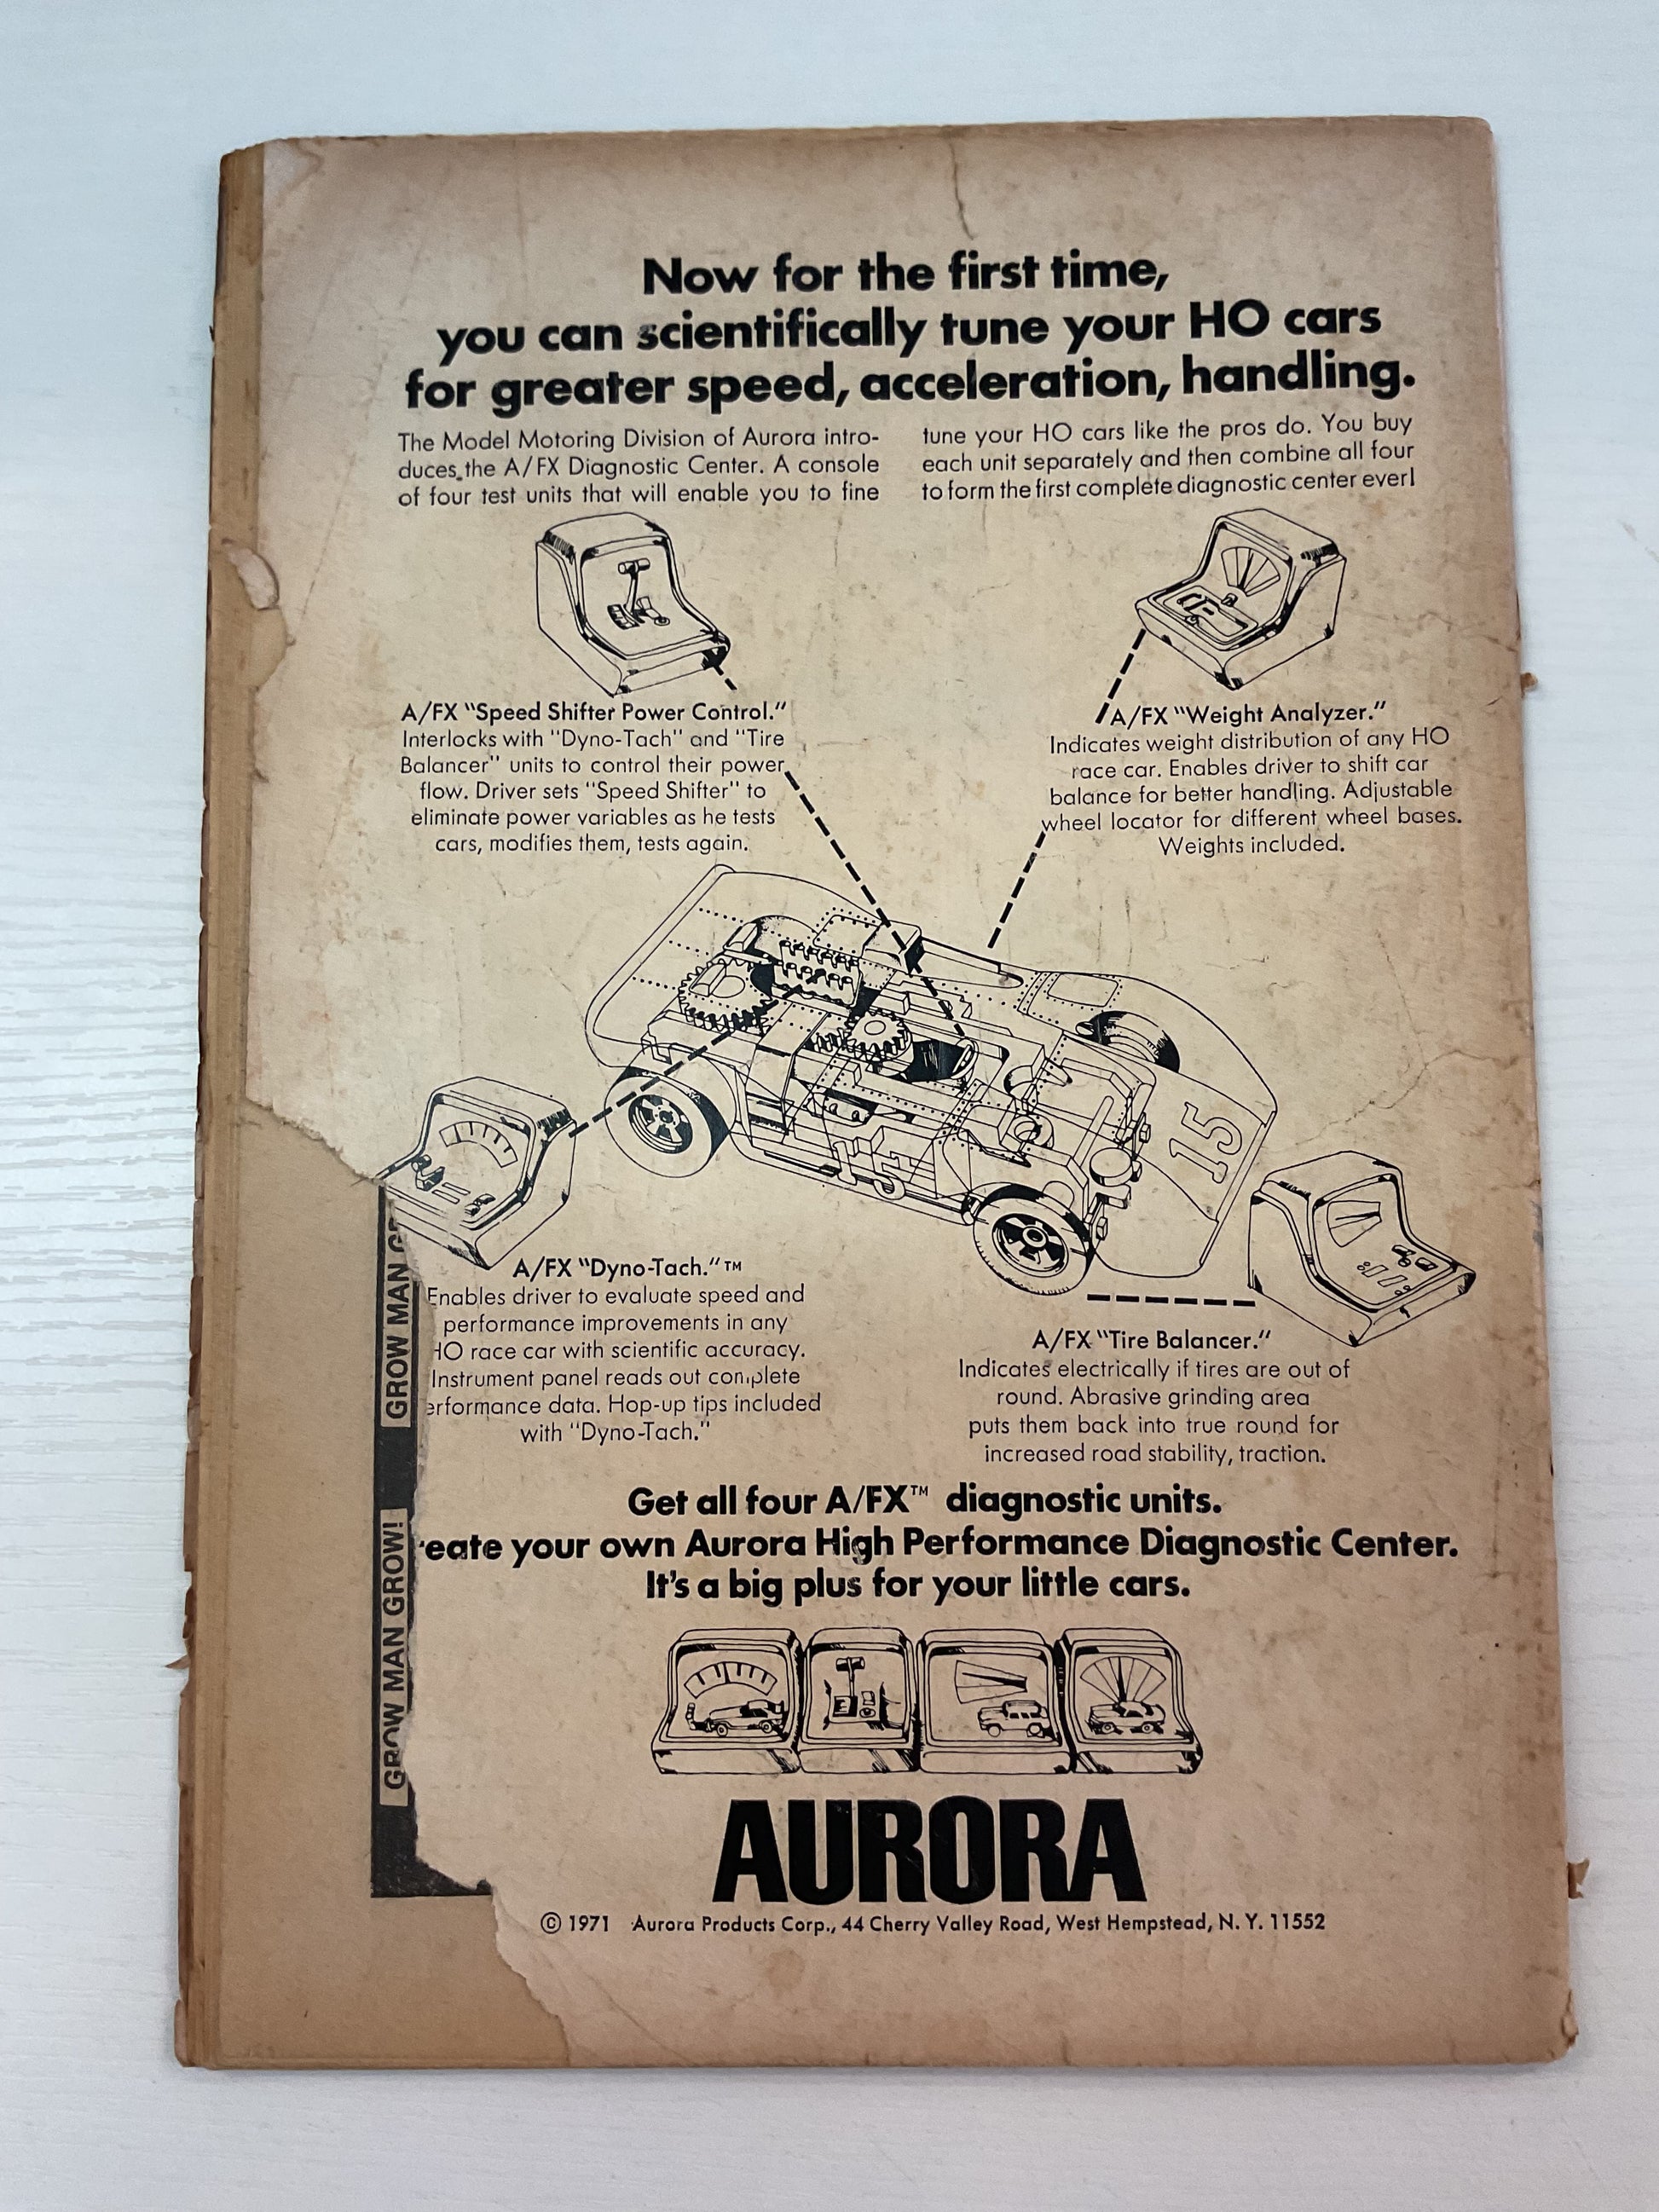 Now for the first time,
you can scientifically tune your HO cars
for greater speed, acceleration, handling.
The Model Motoring Division of Aurora intro-
duces the A/FX Diagnostic Center. A console
of four test units that will enable you to fine
tune your HO cars like the pros do. You buy
each unit separately and then combine all four
to form the first complete diagnostic center ever!
A/FX "Speed Shifter Power Control."
Interlocks with "Dyno-Tach" and "Tire
Balancer" units to control their power
flow. Driver sets "Speed Shifter" to
eliminate power variables as he tests
cars, modifies them, tests again.
A/FX "Weight Analyzer."
Indicates weight distribution of any HO
race car. Enables driver to shift car
balance for better handling. Adjustable
wheel locator for different wheel bases.
Weights included.
15
15
A/FX "Dyno-Tach."™
Enables driver to evaluate speed and
performance improvements in any
HO race car with scientific accuracy.
Instrument panel reads out complete
erformance data. Hop-up tips included
with "Dyno-Tach."
A/FX "Tire Balancer."
Indicates electrically if tires are out of
round. Abrasive grinding area
puts them back into true round for
increased road stability, traction.
GROW MAN GR
GROW MAN GROW!
Get all four A/FX™ diagnostic units.
reate your own Aurora High Performance Diagnostic Center.
It's a big plus for your little cars.
AURORA
© 1971 Aurora Products Corp., 44 Cherry Valley Road, West Hempstead, N. Y. 11552